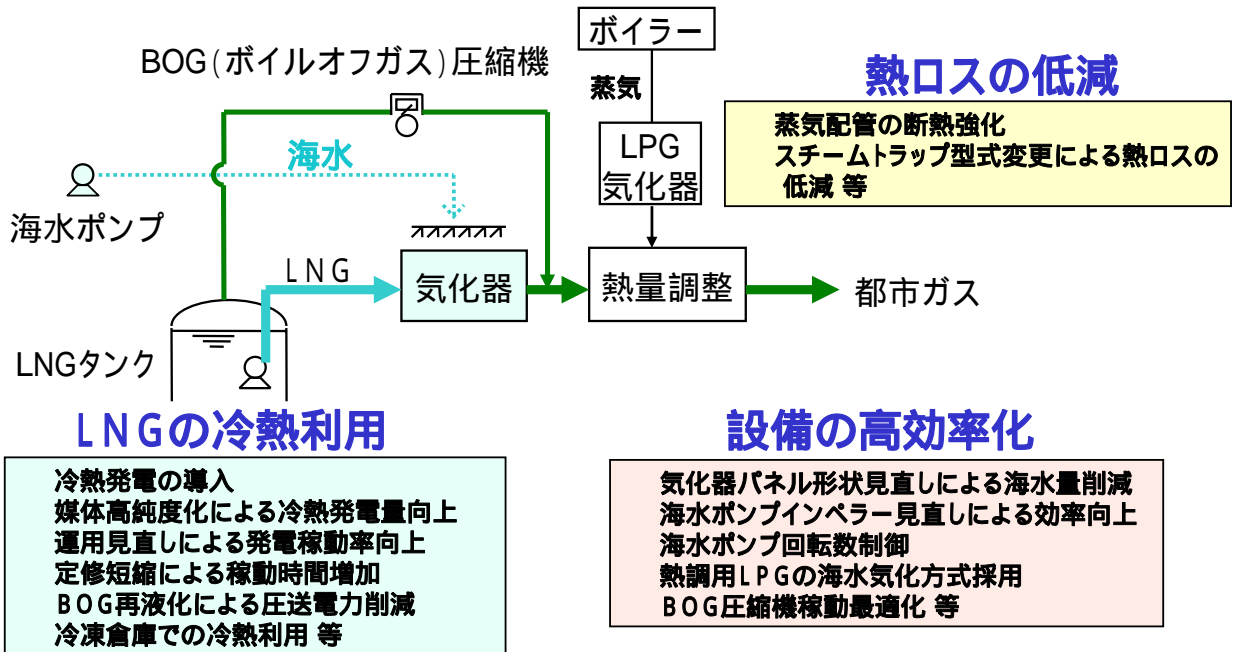 ボイラー
BOG(ボイルオフガス)圧縮機
熱ロスの低減
蒸気
蒸気配管の断熱強化
スチームトラップ型式変更による熱ロスの
低減 等
LPG
気化器
海水
海水ポンプ
LNG
気化器
熱量調整
都市ガス
LNGタンク
LNGの冷熱利用
冷熱発電の導入
媒体高純度化による冷熱発電量向上
運用見直しによる発電稼動率向上
定修短縮による稼動時間増加
BOG再液化による圧送電力削減
冷凍倉庫での冷熱利用 等
設備の高効率化
気化器パネル形状見直しによる海水量削減
海水ポンプインペラー見直しによる効率向上
海水ポンプ回転数制御
熱調用LPGの海水気化方式採用
BOG圧縮機稼動最適化 等